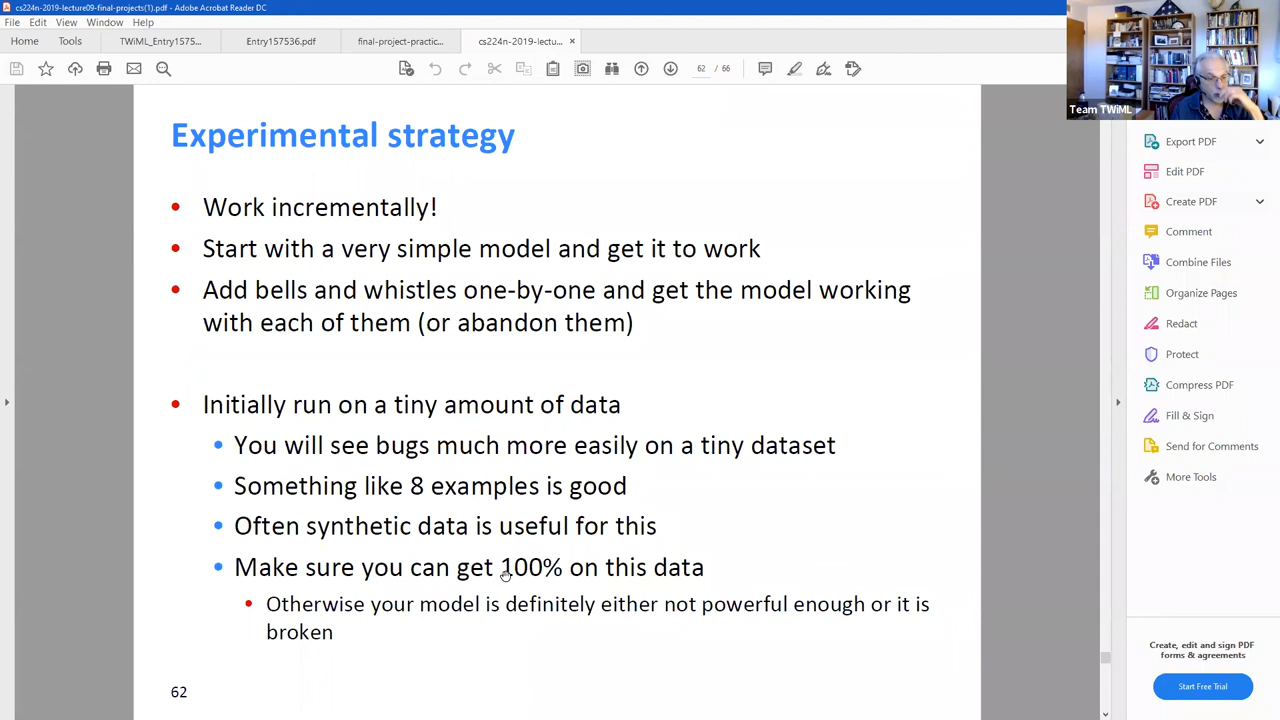 cs224n-2019-lecture09-final-projects(1).pdf - Adobe Acrobat Reader DC
File Edit View Window Help
Home Tools TWiML_Entry1575... Entry157536.pdf final-project-practic... cs224n-2019-lectu... ×
62 / 66
Team TWiML
Experimental strategy
• Work incrementally!
• Start with a very simple model and get it to work
• Add bells and whistles one-by-one and get the model working
with each of them (or abandon them)
• Initially run on a tiny amount of data
• You will see bugs much more easily on a tiny dataset
• Something like 8 examples is good
• Often synthetic data is useful for this
• Make sure you can get 100% on this data
• Otherwise your model is definitely either not powerful enough or it is
broken
62
Export PDF
Edit PDF
Create PDF
Comment
Combine Files
Organize Pages
Redact
Protect
Compress PDF
Fill & Sign
Send for Comments
More Tools
Create, edit and sign PDF
forms & agreements
Start Free Trial